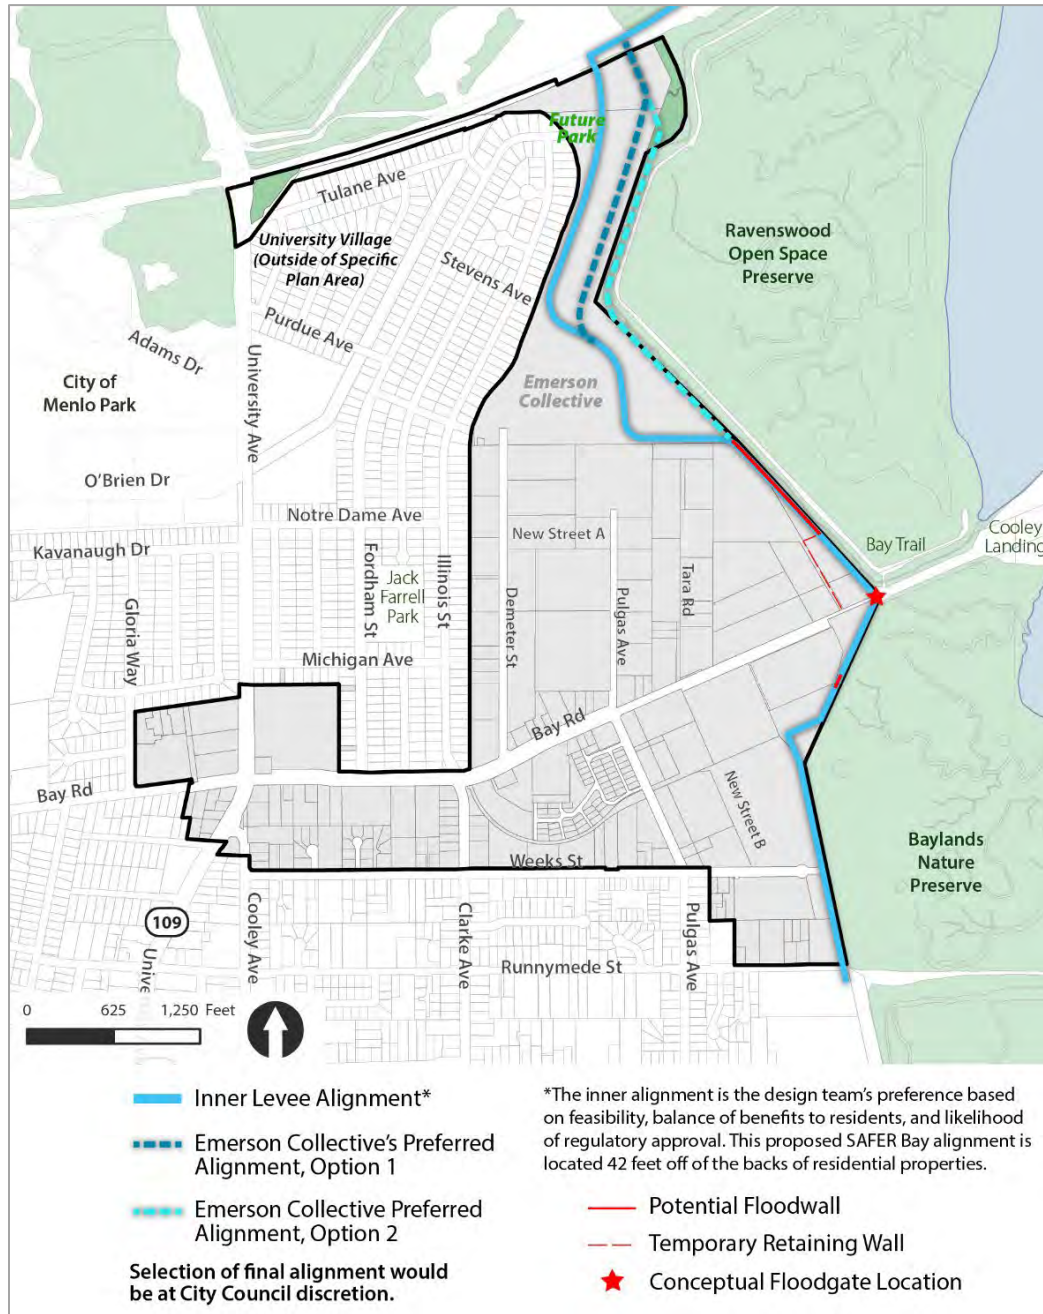 Future
Park
Tulane Ave
University Village
(Outside of Specific
Plan Area)
Stevens Ave
Ravenswood
Open Space
Preserve
Purdue Ave
Adams Dr
University Ave
City of
Menlo Park
Emerson
Collective
O'Brien Dr
Notre Dame Ave
New Street A
Kavanaugh Dr
Bay Trail
Cooley
Landing
Gloria Way
Fordham St
Jack
Farrell
Park
Illinois St
Demeter St
Pulgas Ave
Tara Rd
Michigan Ave
Bay Rd
Bay Rd
New Street B
Weeks St
Baylands
Nature
Preserve
109
Cooley Ave
Clarke Ave
Pulgas Ave
Runnymede St
Unive
0 625 1,250 Feet
Inner Levee Alignment*
Emerson Collective's Preferred
Alignment, Option 1
Emerson Collective Preferred
Alignment, Option 2
Selection of final alignment would
be at City Council discretion.
*The inner alignment is the design team's preference based
on feasibility, balance of benefits to residents, and likelihood
of regulatory approval. This proposed SAFER Bay alignment is
located 42 feet off of the backs of residential properties.
Potential Floodwall
Temporary Retaining Wall
Conceptual Floodgate Location